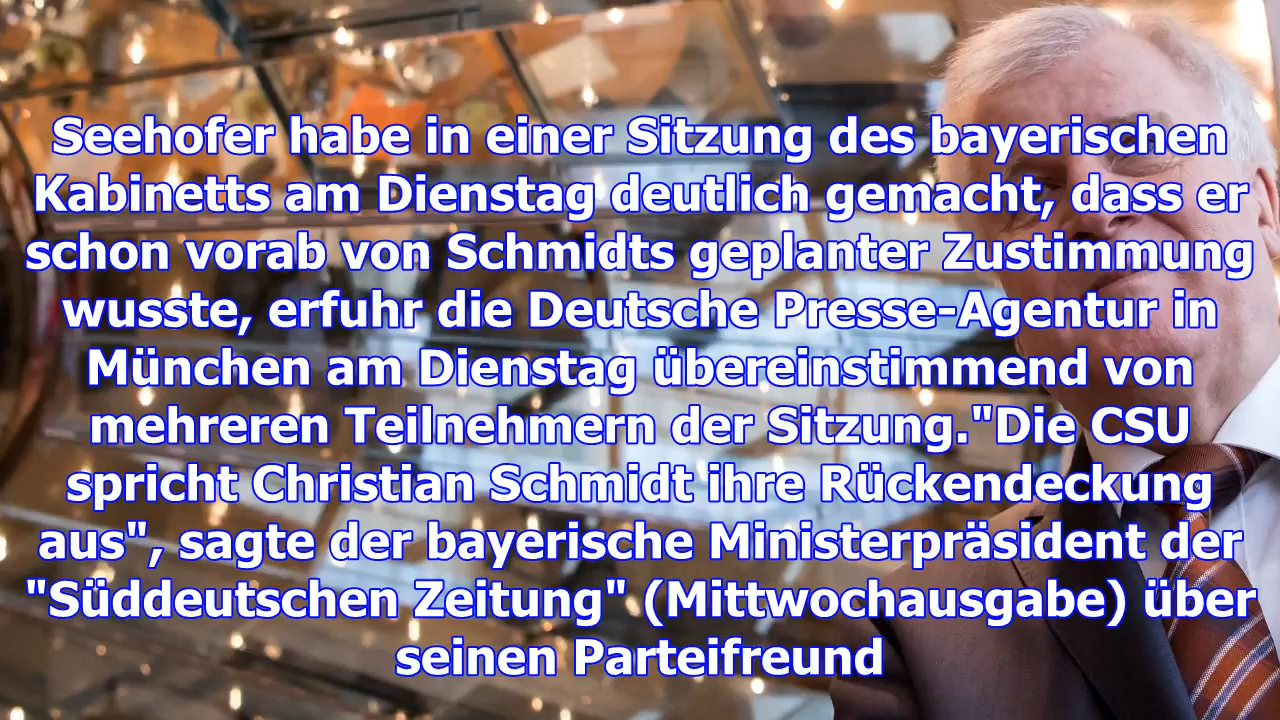 Seehofer habe in einer Sitzung des bayerischen
Kabinetts am Dienstag deutlich gemacht, dass er
schon vorab von Schmidts geplanter Zustimmung
wusste, erfuhr die Deutsche Presse-Agentur in
München am Dienstag übereinstimmend von
mehreren Teilnehmern der Sitzung."Die CSU
spricht Christian Schmidt ihre Rückendeckung
aus", sagte der bayerische Ministerpräsident der
"Süddeutschen Zeitung" (Mittwochausgabe) über
seinen Parteifreund